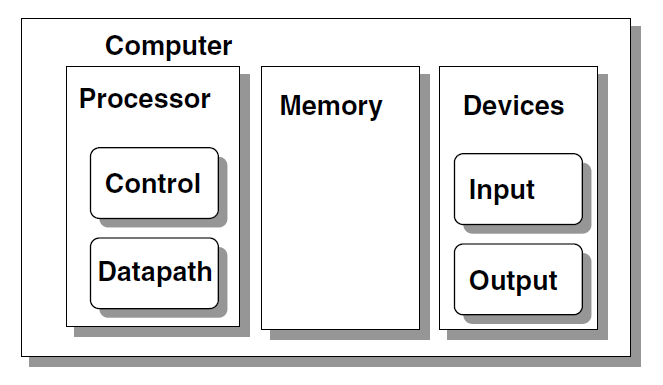 Computer
Processor
Control
Datapath
Memory
Devices
Input
Output